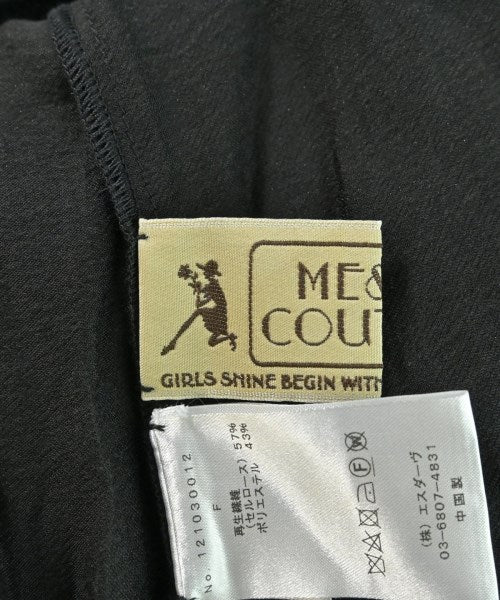 ME&
COUT
GIRLS SHINE BEGIN WITH
No. 121030012
F
再生繊維
(セルロース) 57%
ポリエステル 43%
F
(株) エスダーヴ
03-6807-4831
中国製